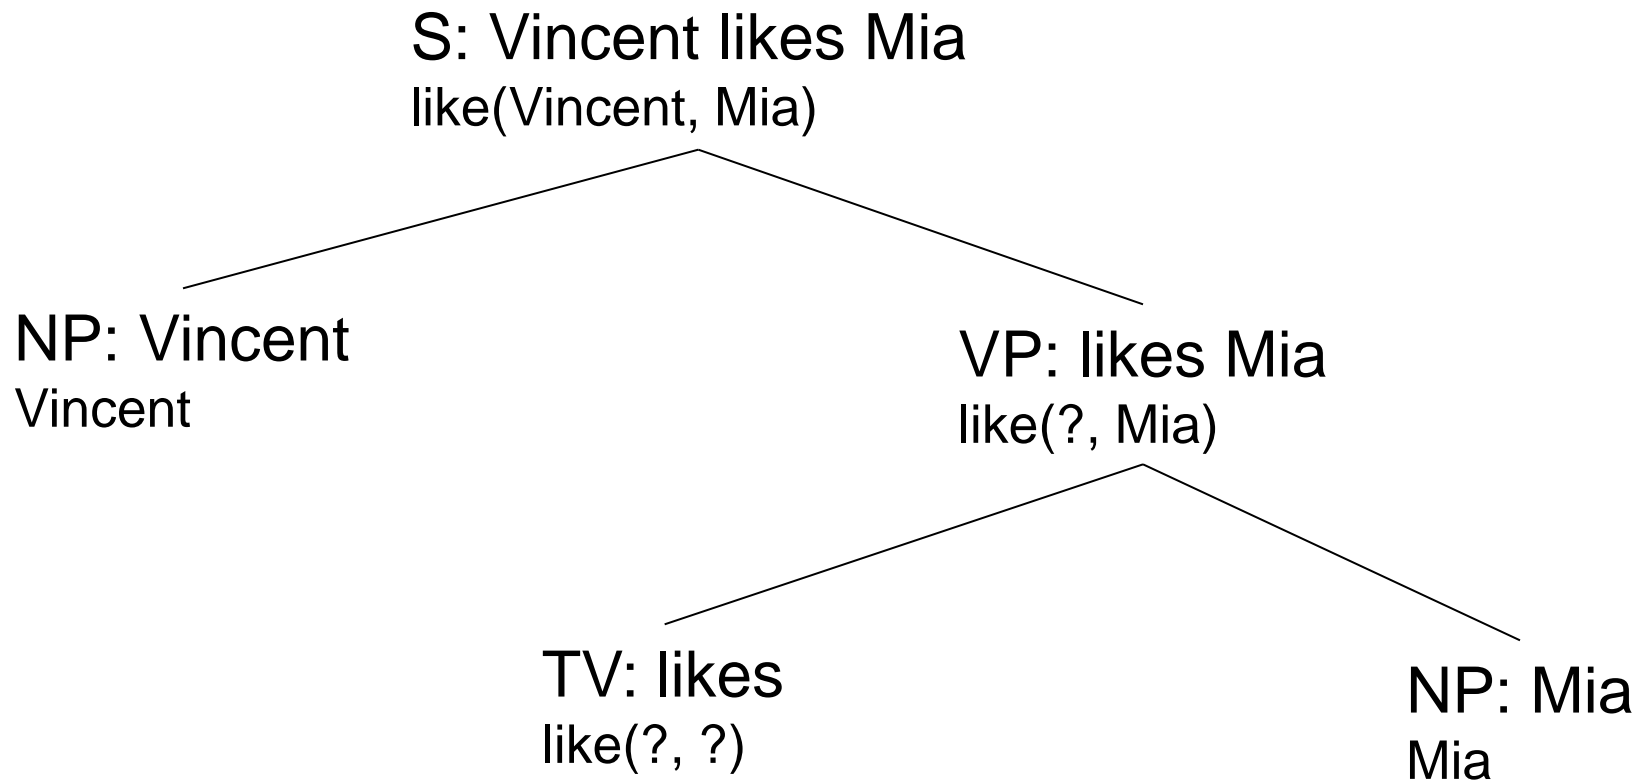 S: Vincent likes Mia
like(Vincent, Mia)
NP: Vincent
Vincent
VP: likes Mia
like(?, Mia)
TV: likes
like(?, ?)
NP: Mia
Mia